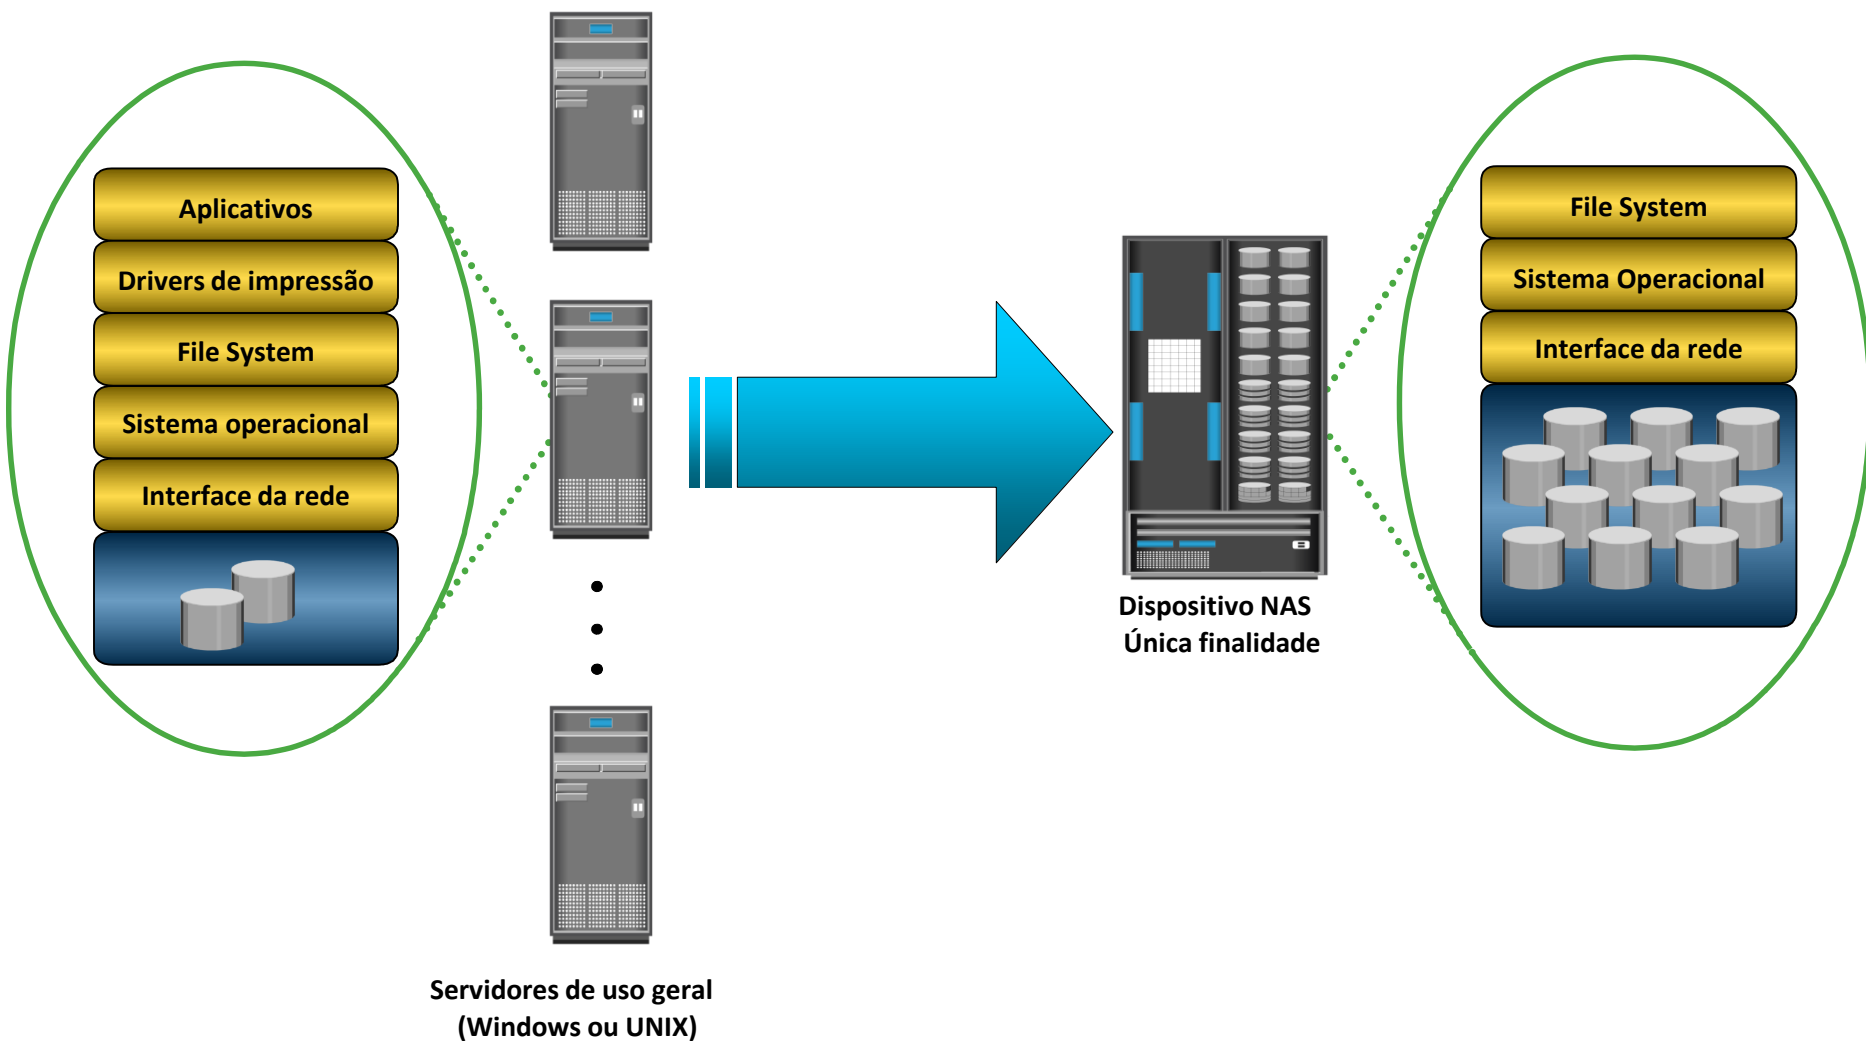 Aplicativos
Drivers de impressão
File System
Sistema operacional
Interface da rede
Servidores de uso geral
(Windows ou UNIX)
Dispositivo NAS
Única finalidade
File System
Sistema Operacional
Interface da rede